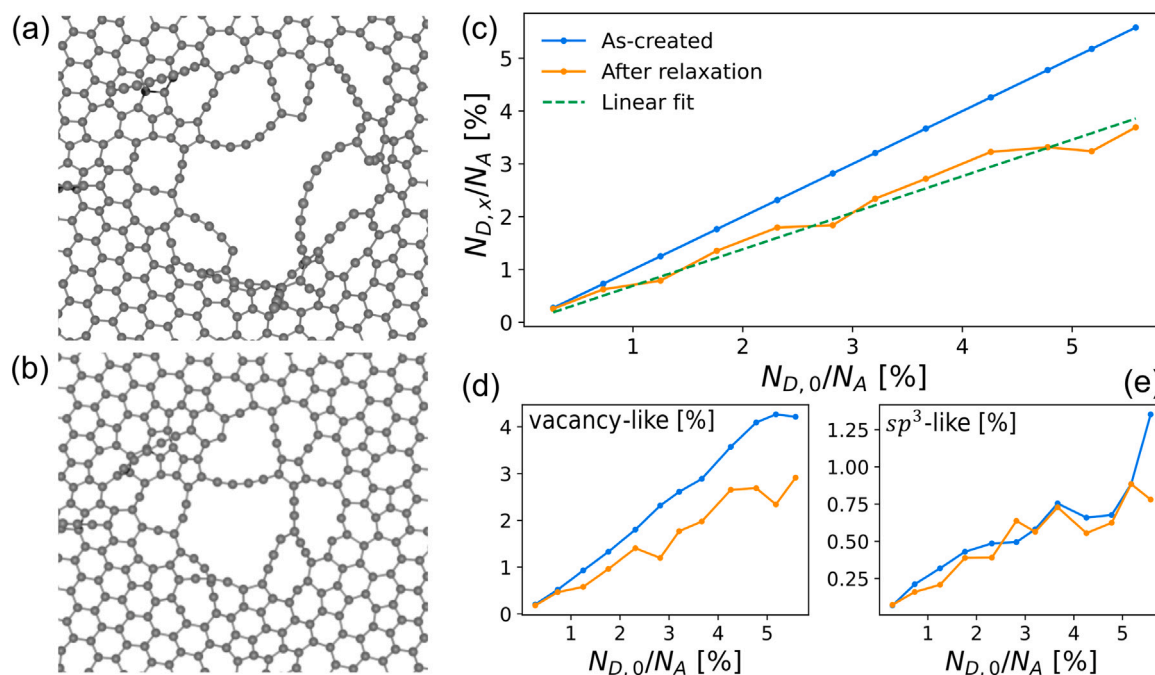 (a)
(b)
(c)
As-created
After relaxation
Linear fit
N_{D,x}/N_A [%]
5
4
3
2
1
0
1 2 3 4 5
N_{D,0}/N_A [%]
(d)
vacancy-like [%]
4
3
2
1
0
1 2 3 4 5
N_{D,0}/N_A [%]
(e)
sp³-like [%]
1.25
1.00
0.75
0.50
0.25
1 2 3 4 5
N_{D,0}/N_A [%]